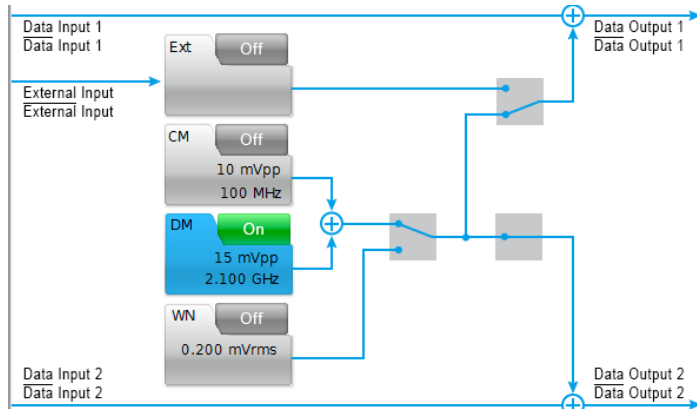 Data Input 1
Data Input 1
Data Output 1
Data Output 1
Ext
Off
External Input
External Input
CM
Off
10 mVpp
100 MHz
DM
On
15 mVpp
2.100 GHz
WN
Off
0.200 mVrms
Data Input 2
Data Input 2
Data Output 2
Data Output 2